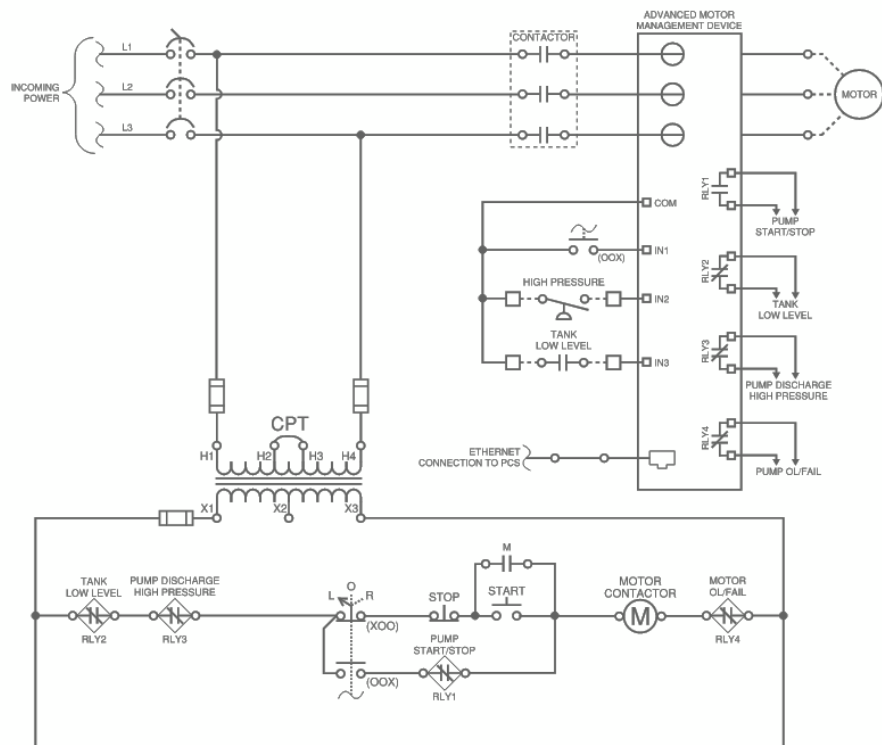 ADVANCED MOTOR
MANAGEMENT DEVICE
L1
CONTACTOR
INCOMING
POWER
L2
MOTOR
L3
RLY1
COM
PUMP
START/STOP
(OOX)
IN1
RLY2
HIGH PRESSURE
IN2
TANK
LOW LEVEL
TANK
LOW LEVEL
RLY3
IN3
PUMP DISCHARGE
HIGH PRESSURE
CPT
RLY4
H1
H2
H3
H4
ETHERNET
CONNECTION TO PCS
PUMP OL/FAIL
X1
X2
X3
M
TANK
LOW LEVEL
PUMP DISCHARGE
HIGH PRESSURE
O
L
R
STOP
START
MOTOR
CONTACTOR
MOTOR
OL/FAIL
M
RLY2
RLY3
(XOO)
RLY4
PUMP
START/STOP
(OOX)
RLY1